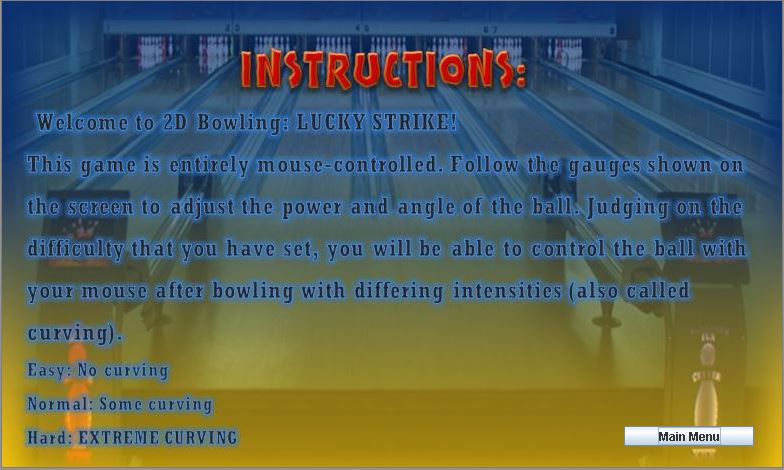 INSTRUCTIONS:
Welcome to 2D Bowling: LUCKY STRIKE!
This game is entirely mouse-controlled. Follow the gauges shown on
the screen to adjust the power and angle of the ball. Judging on the
difficulty that you have set, you will be able to control the ball with
your mouse after bowling with differing intensities (also called
curving).
Easy: No curving
Normal: Some curving
Hard: EXTREME CURVING
Main Menu